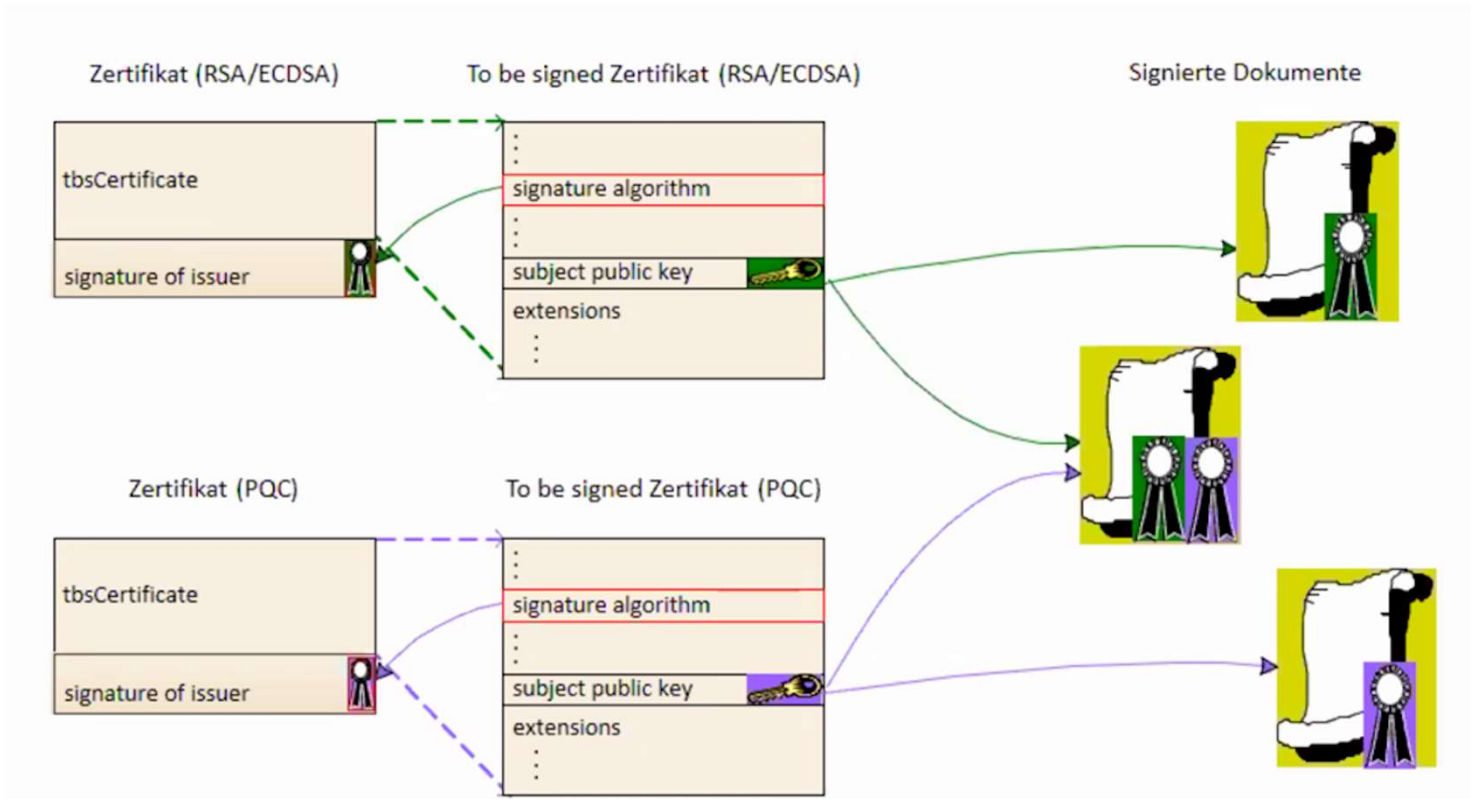 Zertifikat (RSA/ECDSA)
To be signed Zertifikat (RSA/ECDSA)
Signierte Dokumente
tbsCertificate
signature of issuer
signature algorithm
subject public key
extensions
Zertifikat (PQC)
To be signed Zertifikat (PQC)
tbsCertificate
signature of issuer
signature algorithm
subject public key
extensions